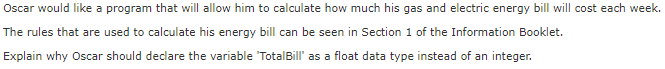 Oscar would like a program that will allow him to calculate how much his gas and electric energy bill will cost each week.
The rules that are used to calculate his energy bill can be seen in Section 1 of the Information Booklet.
Explain why Oscar should declare the variable 'TotalBill' as a float data type instead of an integer.